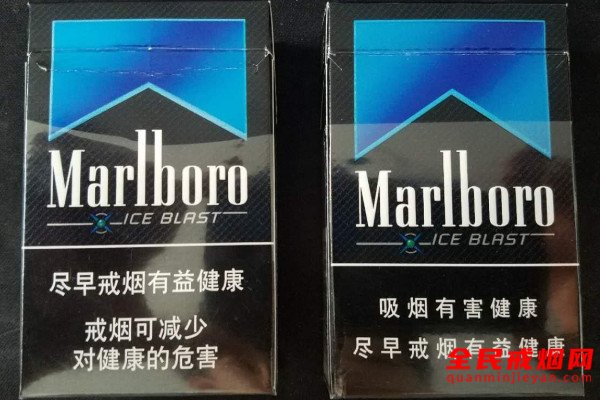 Marlboro
ICE BLAST
尽早戒烟有益健康
戒烟可减少
对健康的危害
Marlboro
ICE BLAST
吸烟有害健康
尽早戒烟有益健康
全民戒烟网
quanminjieyan.com